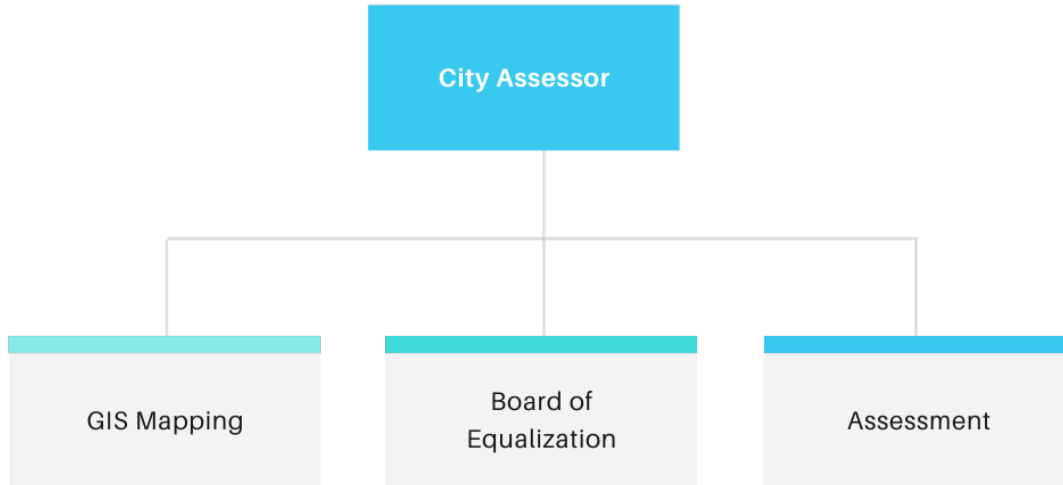 City Assessor
GIS Mapping
Board of
Equalization
Assessment